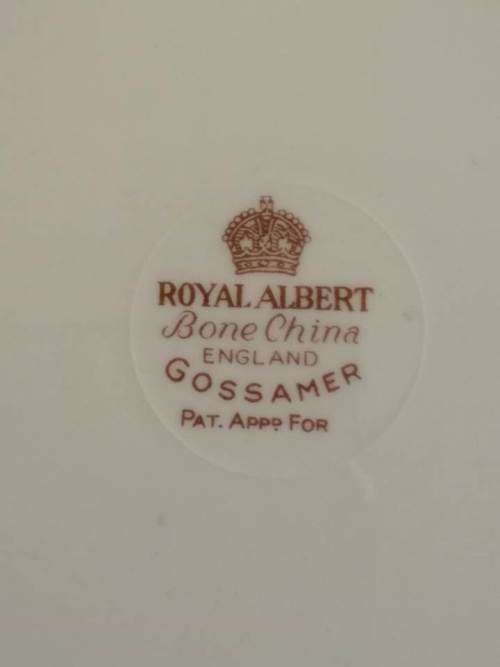 ROYAL ALBERT
Bone China
ENGLAND
GOSSAMER
PAT. APPD FOR